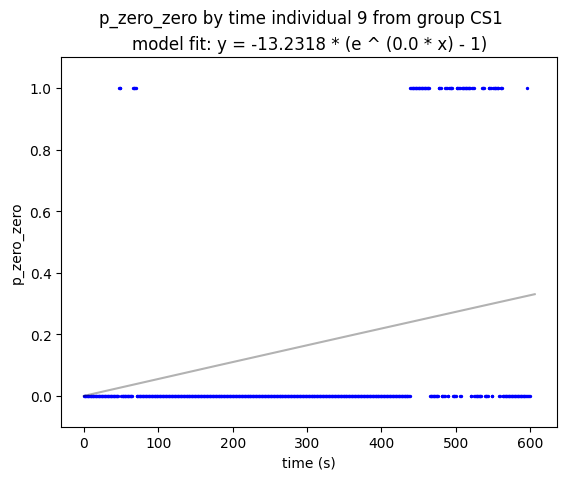 p_zero_zero by time individual 9 from group CS1
model fit: y = -13.2318 * (e ^ (0.0 * x) - 1)
1.0
0.8
0.6
0.4
0.2
0.0
p_zero_zero
0 100 200 300 400 500 600
time (s)